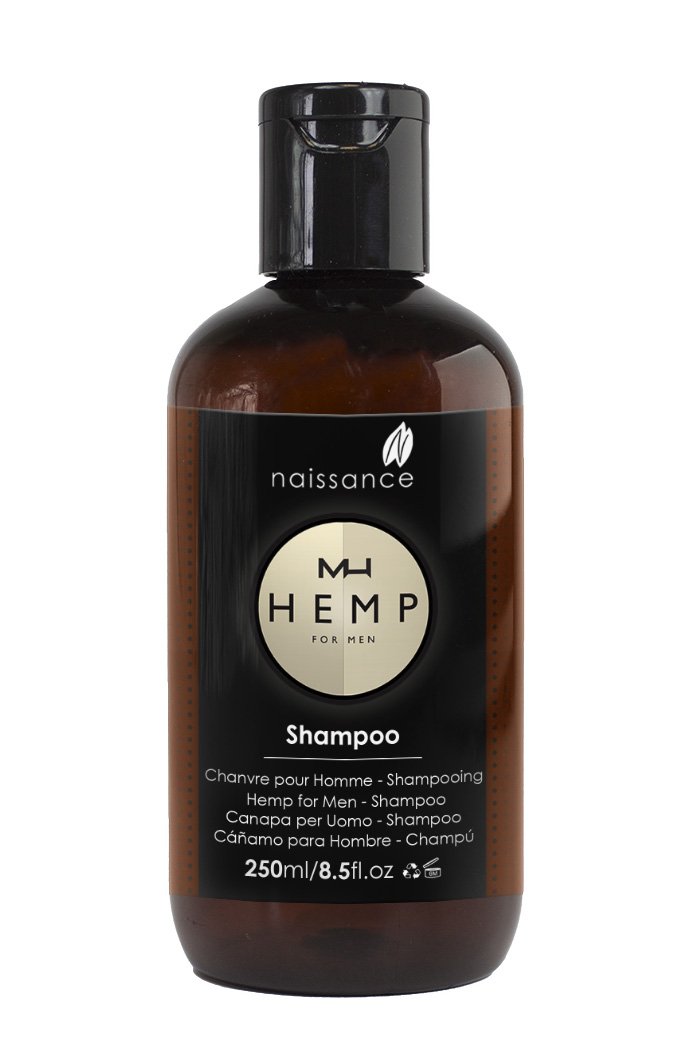 naissance
MH
HEMP
FOR MEN
Shampoo
Chanvre pour Homme - Shampooing
Hemp for Men - Shampoo
Canapa per Uomo - Shampoo
Cáñamo para Hombre - Champú
250ml/8.5fl.oz